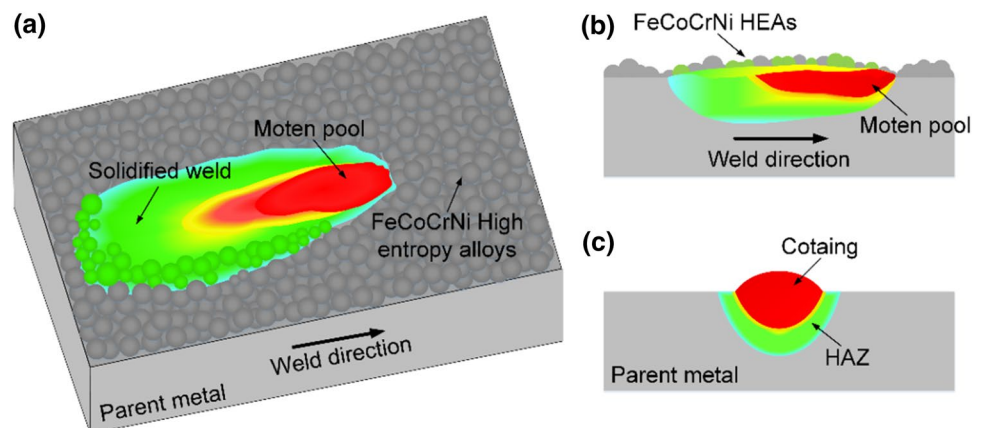 (a)
Moten pool
Solidified weld
FeCoCrNi High
entropy alloys
Weld direction
Parent metal
(b)
FeCoCrNi HEAs
Moten pool
Weld direction
(c)
Cotaing
HAZ
Parent metal